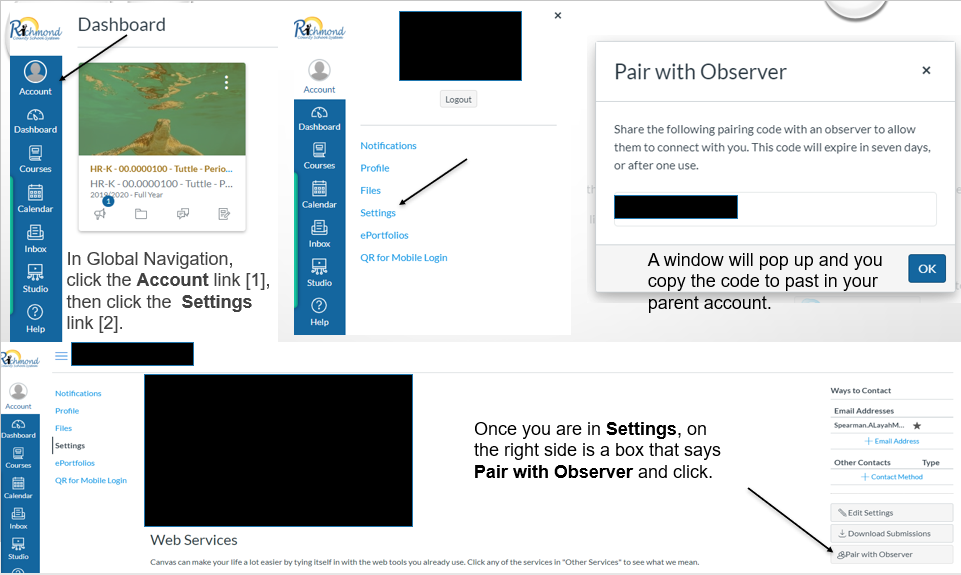 Richmond
County School System
Dashboard
Account
Dashboard
Courses
Calendar
Inbox
Studio
Help
HR-K - 00.0000100 - Tuttle - Perio...
HR-K - 00.0000100 - Tuttle - P...
2019/2020 - Full Year
1
In Global Navigation,
click the Account link [1],
then click the Settings
link [2].
Richmond
County School System
×
Account
Dashboard
Courses
Calendar
Inbox
Studio
Help
Logout
Notifications
Profile
Files
Settings
ePortfolios
QR for Mobile Login
Pair with Observer
×
Share the following pairing code with an observer to allow
them to connect with you. This code will expire in seven days,
or after one use.
OK
A window will pop up and you
copy the code to past in your
parent account.
Richmond
Account
Dashboard
Courses
Calendar
Inbox
Studio
Notifications
Profile
Files
Settings
ePortfolios
QR for Mobile Login
Once you are in Settings, on
the right side is a box that says
Pair with Observer and click.
Web Services
Canvas can make your life a lot easier by tying itself in with the web tools you already use. Click any of the services in "Other Services" to see what we mean.
Ways to Contact
Email Addresses
Spearman,ALayahM... ★
+ Email Address
Other Contacts Type
+ Contact Method
Edit Settings
Download Submissions
Pair with Observer